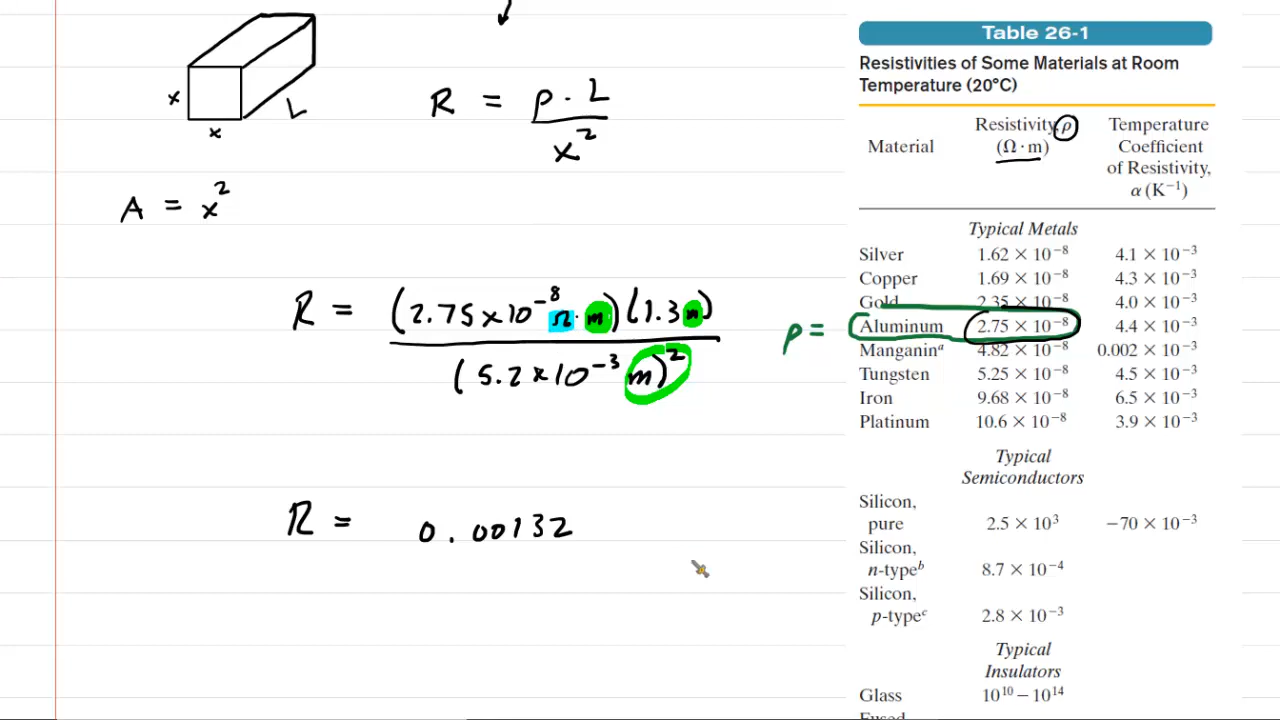 x
x
L
R = ρ · L
x²
A = x²
R = (2.75 × 10⁻⁸ Ω · m)(1.3 m)
(5.2 × 10⁻³ m)²
ρ =
R = 0.00132
Table 26-1
Resistivities of Some Materials at Room
Temperature (20°C)
Resistivity, ρ Temperature
Material (Ω · m) Coefficient
of Resistivity,
α (K⁻¹)
Typical Metals
Silver 1.62 × 10⁻⁸ 4.1 × 10⁻³
Copper 1.69 × 10⁻⁸ 4.3 × 10⁻³
Gold 2.35 × 10⁻⁸ 4.0 × 10⁻³
Aluminum 2.75 × 10⁻⁸ 4.4 × 10⁻³
Manganinᵃ 4.82 × 10⁻⁸ 0.002 × 10⁻³
Tungsten 5.25 × 10⁻⁸ 4.5 × 10⁻³
Iron 9.68 × 10⁻⁸ 6.5 × 10⁻³
Platinum 10.6 × 10⁻⁸ 3.9 × 10⁻³
Typical
Semiconductors
Silicon,
pure 2.5 × 10³ −70 × 10⁻³
Silicon,
n-typeᵇ 8.7 × 10⁻⁴
Silicon,
p-typeᶜ 2.8 × 10⁻³
Typical
Insulators
Glass 10¹⁰ − 10¹⁴
Fused